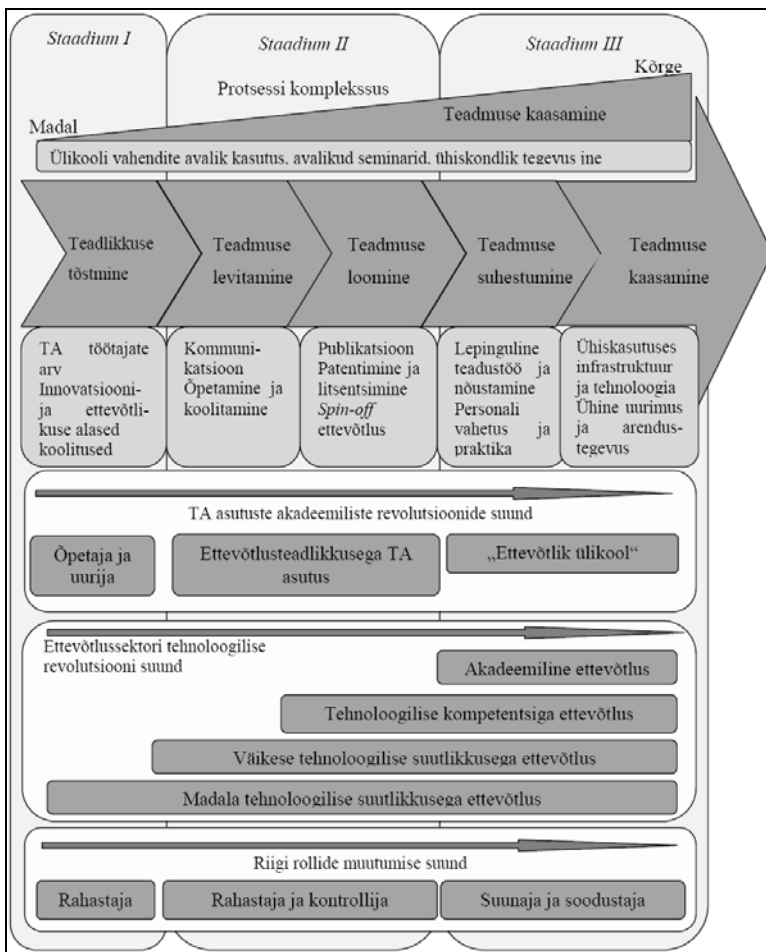 Staadium I
Staadium II
Staadium III
Protsessi komplekssus
Kõrge
Madal
Teadmuse kaasamine
Ülikooli vahendite avalik kasutus, avalikud seminarid, ühiskondlik tegevus jne
Teadlikkuse
tõstmine
Teadmuse
levitamine
Teadmuse
loomine
Teadmuse
suhestumine
Teadmuse
kaasamine
TA töötajate
arv
Innovatsiooni-
ja ettevõtli-
kuse alased
koolitused
Kommuni-
katsioon
Õpetamine ja
koolitamine
Publikatsioon
Patentimine ja
litsentsimine
Spin-off
ettevõtlus
Lepinguline
teadustöö ja
nõustamine
Personali
vahetus ja
praktika
Ühiskasutuses
infrastruktuur
ja tehnoloogia
Ühine uurimus
ja arendus-
tegevus
TA asutuste akadeemiliste revolutsioonide suund
Õpetaja ja
uurija
Ettevõtlusteadlikkusega TA
asutus
„Ettevõtlik ülikool“
Ettevõtlussektori tehnoloogilise
revolutsiooni suund
Akadeemiline ettevõtlus
Tehnoloogilise kompetentsiga ettevõtlus
Väikese tehnoloogilise suutlikkusega ettevõtlus
Madala tehnoloogilise suutlikkusega ettevõtlus
Riigi rollide muutumise suund
Rahastaja
Rahastaja ja kontrollija
Suunaja ja soodustaja